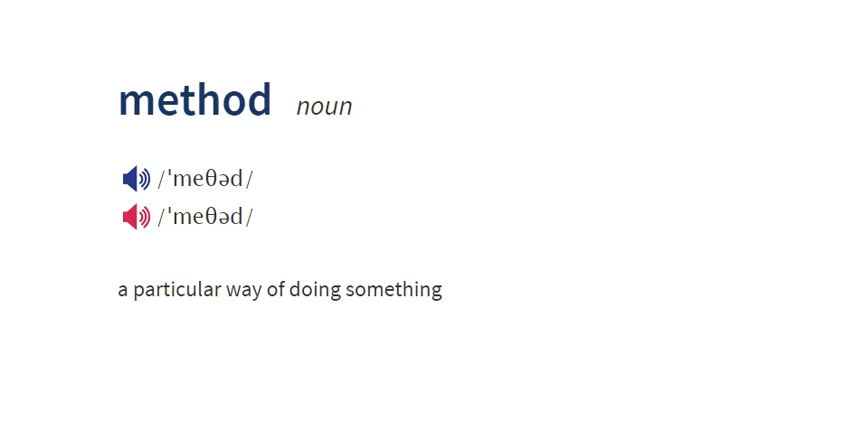 method noun
/ˈmeθəd/
/ˈmeθəd/
a particular way of doing something